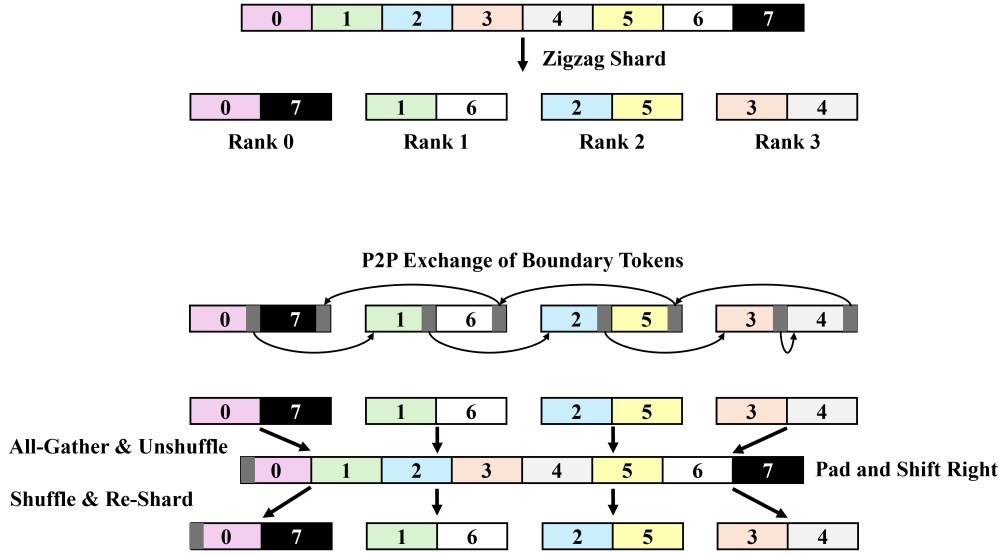 0 1 2 3 4 5 6 7
Zigzag Shard
0 7 1 6 2 5 3 4
Rank 0 Rank 1 Rank 2 Rank 3
P2P Exchange of Boundary Tokens
0 7 1 6 2 5 3 4
0 7 1 6 2 5 3 4
All-Gather & Unshuffle
0 1 2 3 4 5 6 7 Pad and Shift Right
Shuffle & Re-Shard
0 7 1 6 2 5 3 4